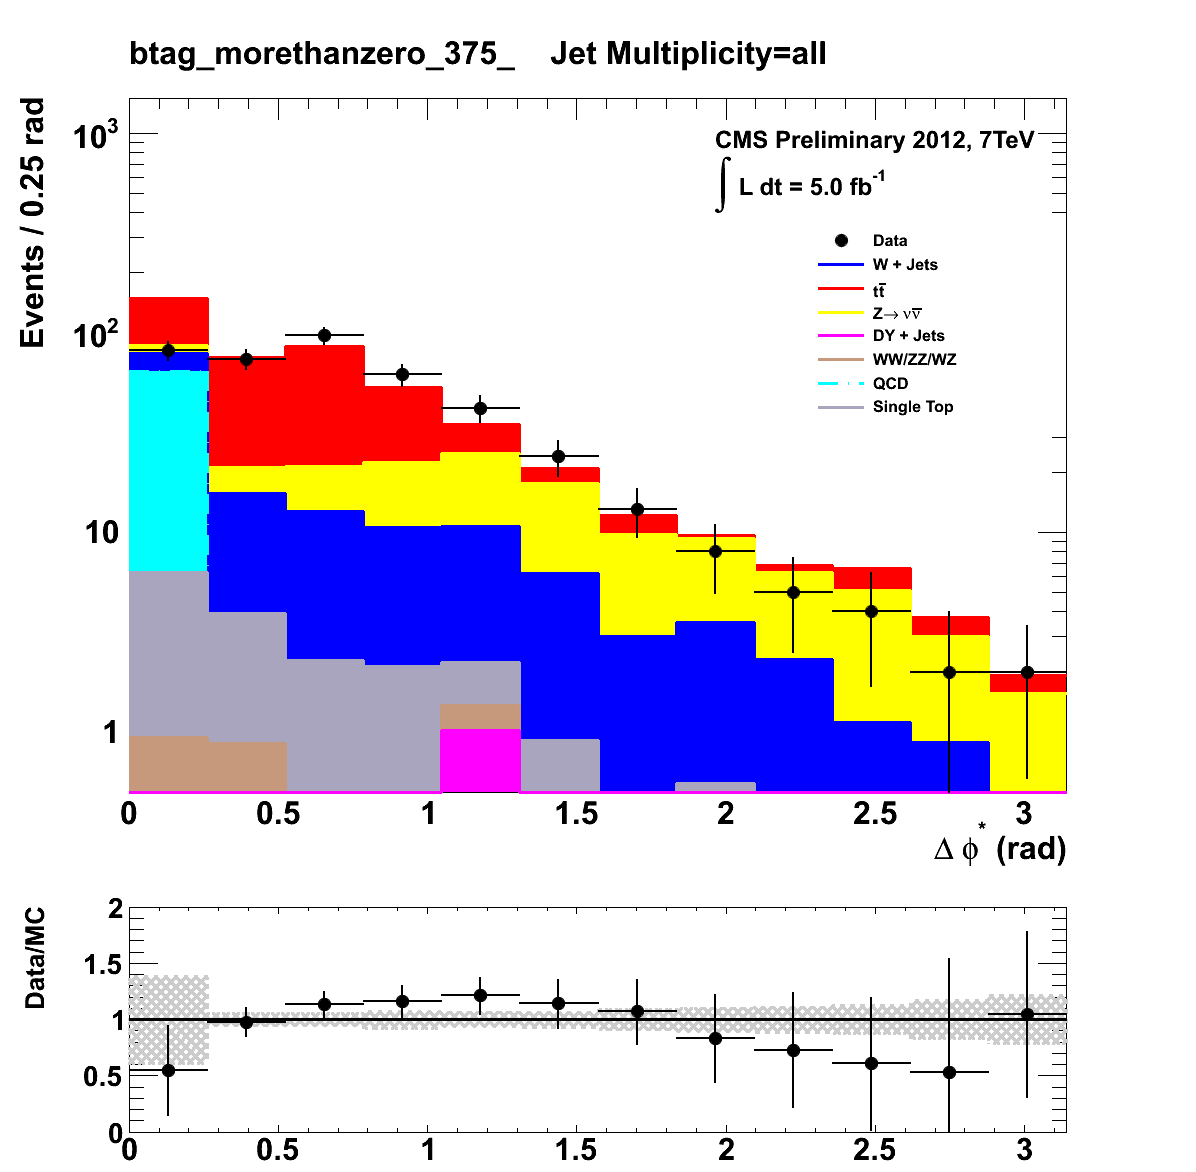 btag_morethanzero_375_ Jet Multiplicity=all
Events / 0.25 rad
10³
10²
10
1
CMS Preliminary 2012, 7TeV
∫ L dt = 5.0 fb⁻¹
Data
W + Jets
tt̅
Z→ νν̅
DY + Jets
WW/ZZ/WZ
QCD
Single Top
0 0.5 1 1.5 2 2.5 3
Δ ϕ* (rad)
Data/MC
2
1.5
1
0.5
0
0 0.5 1 1.5 2 2.5 3